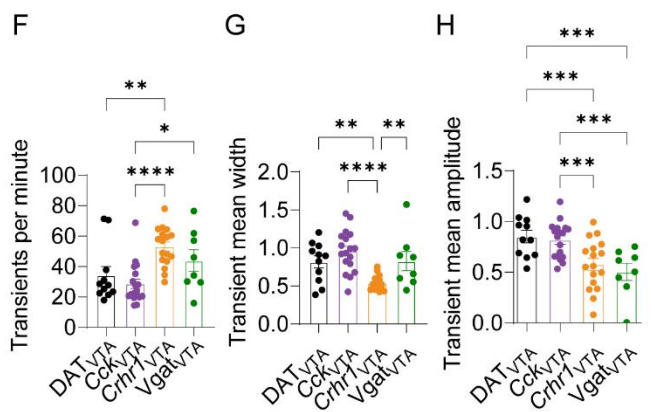 F
**
*
****
Transients per minute
100
80
60
40
20
0
DATVTA
CckVTA
Crhr1VTA
VgatVTA
G
**
**
****
Transient mean width
2.0
1.5
1.0
0.5
0.0
DATVTA
CckVTA
Crhr1VTA
VgatVTA
H
***
***
***
***
Transient mean amplitude
1.5
1.0
0.5
0.0
DATVTA
CckVTA
Crhr1VTA
VgatVTA